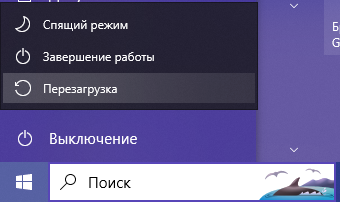 Спящий режим
Завершение работы
Перезагрузка
Выключение
Поиск